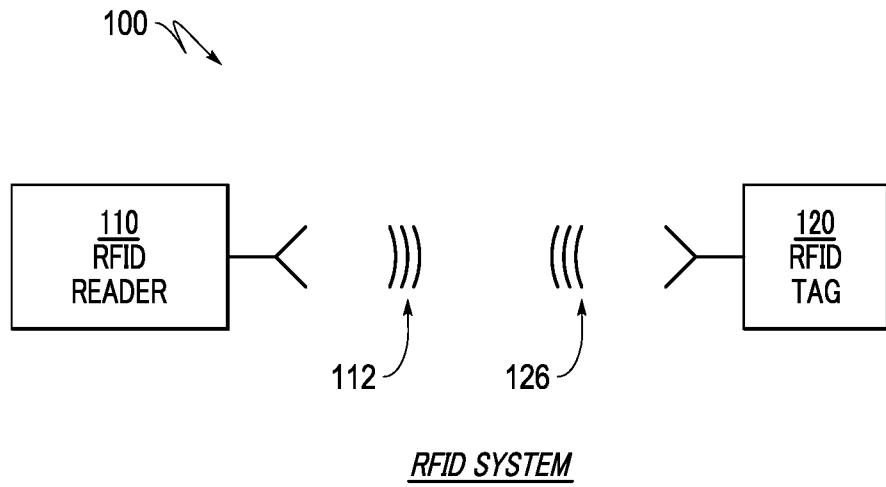 100
110
RFID
READER
120
RFID
TAG
112
126
RFID SYSTEM